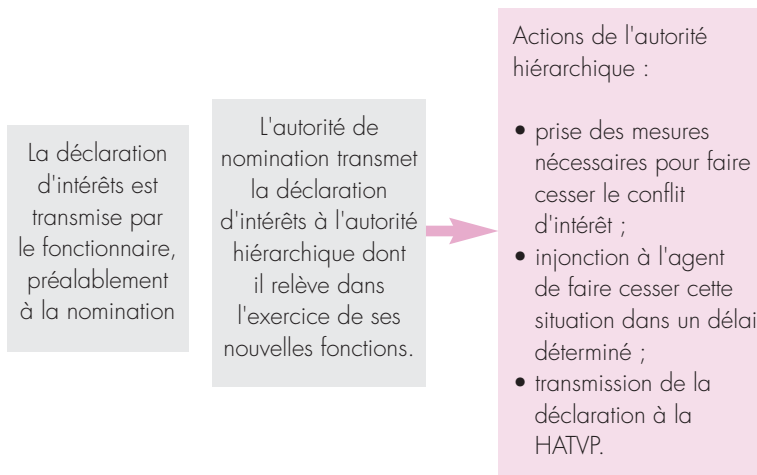 La déclaration
d'intérêts est
transmise par
le fonctionnaire,
préalablement
à la nomination
L'autorité de
nomination transmet
la déclaration
d'intérêts à l'autorité
hiérarchique dont
il relève dans
l'exercice de ses
nouvelles fonctions.
Actions de l'autorité
hiérarchique :
• prise des mesures
nécessaires pour faire
cesser le conflit
d'intérêt ;
• injonction à l'agent
de faire cesser cette
situation dans un délai
déterminé ;
• transmission de la
déclaration à la
HATVP.